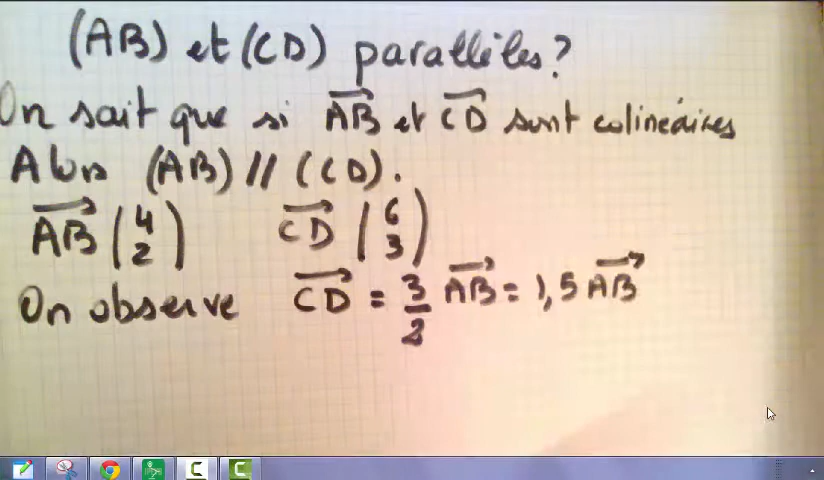 (AB) et (CD) parallèles?
On sait que si AB et CD sont colinéaires
Alors (AB) // (CD).
AB (4 2) CD (6 3)
On observe CD = 3/2 AB = 1,5 AB